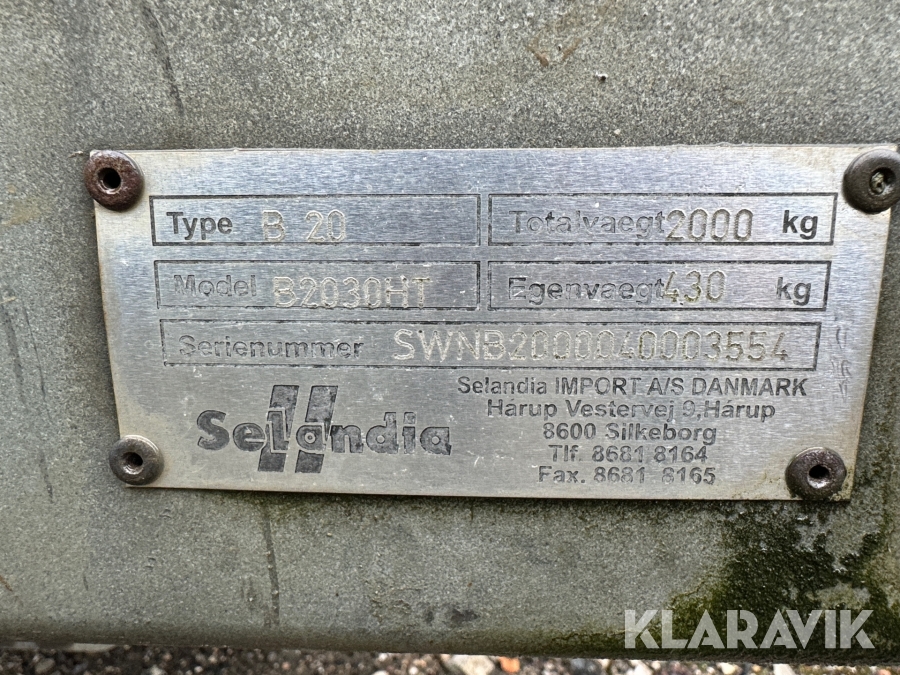 Type B 20 Totalvaegt 2000 kg
Model B2030HT Egenvaegt 430 kg
Serienummer SWNB2000040003554
Selandia
Selandia IMPORT A/S DANMARK
Hårup Vestervej 9, Hårup
8600 Silkeborg
Tlf. 8681 8164
Fax. 8681 8165
KLARAVIK